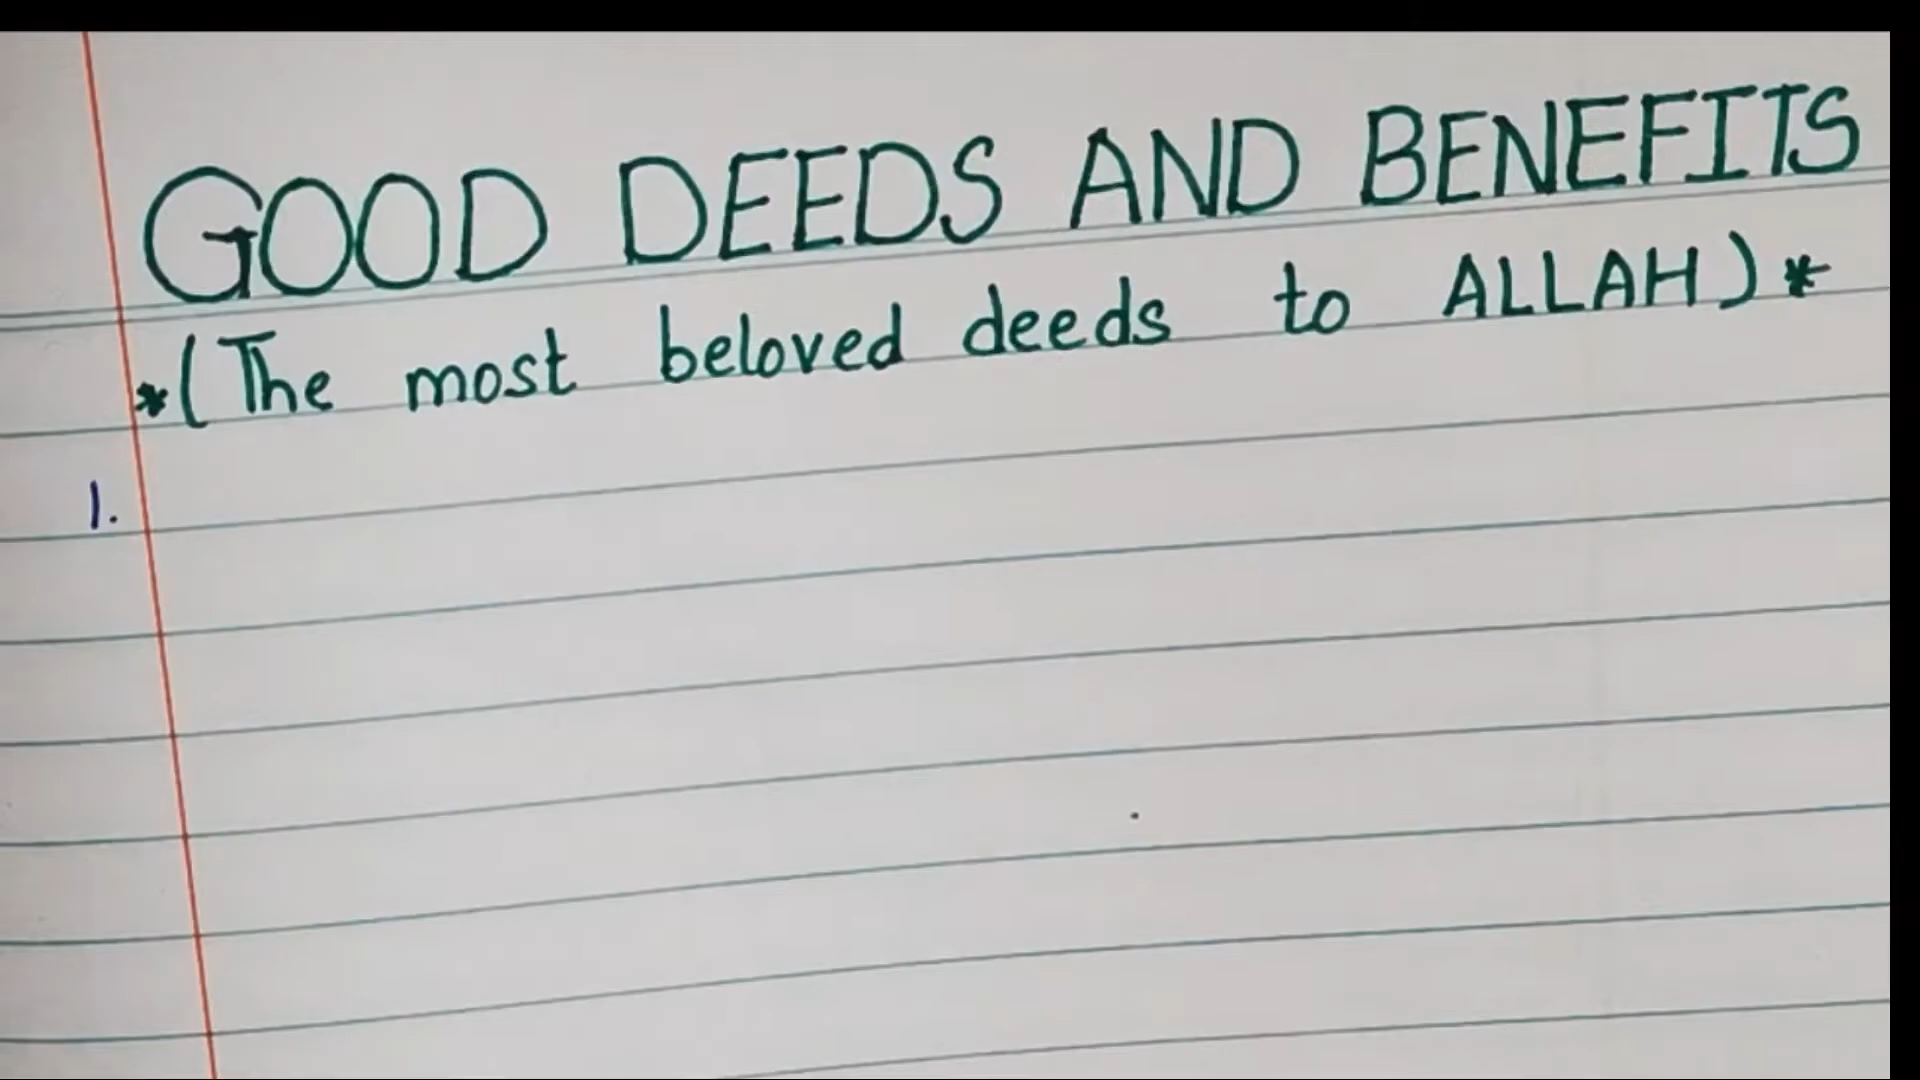 GOOD DEEDS AND BENEFITS
*(The most beloved deeds to ALLAH)*
1.